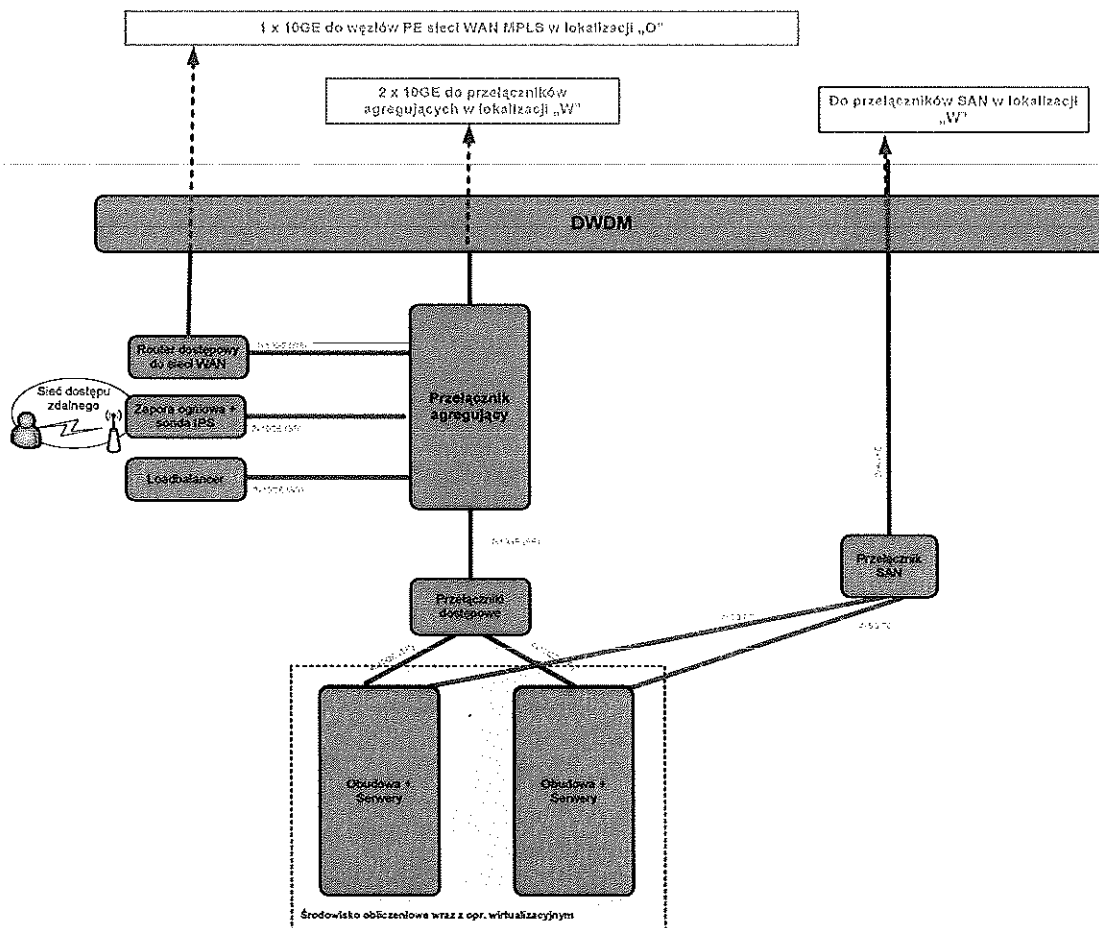 1 x 10GE do węzłów PE sieci WAN MPLS w lokalizacji „O”
2 x 10GE do przełączników
agregujących w lokalizacji „W”
Do przełączników SAN w lokalizacji
„W”
DWDM
Router dostępowy
do sieci WAN
Sieć dostępu
zdalnego
Zapora ogniowa +
sonda IPS
Loadbalancer
Przełącznik
agregujący
Przełącznik
SAN
Przełączniki
dostępowe
Obudowa +
Serwery
Obudowa +
Serwery
Środowisko obliczeniowe wraz z opr. wirtualizacyjnym